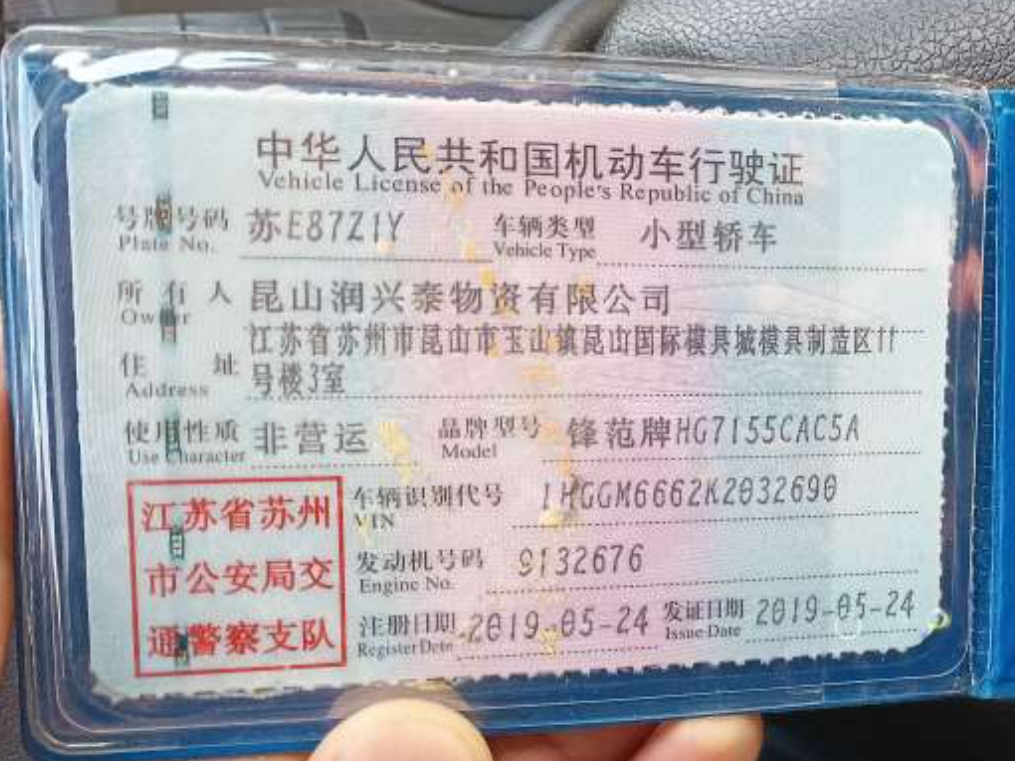 中华人民共和国机动车行驶证
Vehicle License of the People's Republic of China
号牌号码 苏E87Z1Y 车辆类型 小型轿车
Plate No. Vehicle Type
所有人 昆山润兴泰物资有限公司
Owner
江苏省苏州市昆山市玉山镇昆山国际模具城模具制造区11
住址 号楼3室
Address
使用性质 非营运 品牌型号 锋范牌HG7155CAC5A
Use Character Model
江苏省苏州
市公安局交
通警察支队
车辆识别代号 LHGGM6662K2032690
VIN
发动机号码 9132676
Engine No.
注册日期 2019-05-24 发证日期 2019-05-24
Register Date Issue Date